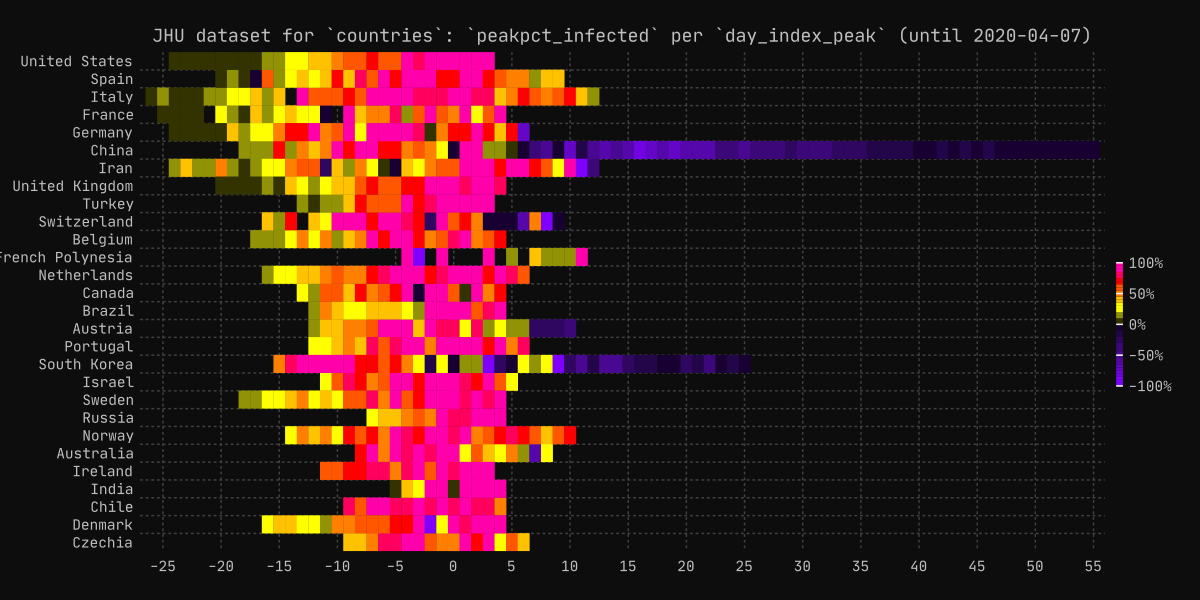 JHU dataset for `countries`: `peakpct_infected` per `day_index_peak` (until 2020-04-07)
United States
Spain
Italy
France
Germany
China
Iran
United Kingdom
Turkey
Switzerland
Belgium
French Polynesia
Netherlands
Canada
Brazil
Austria
Portugal
South Korea
Israel
Sweden
Russia
Norway
Australia
Ireland
India
Chile
Denmark
Czechia
-25 -20 -15 -10 -5 0 5 10 15 20 25 30 35 40 45 50 55
100%
50%
0%
-50%
-100%